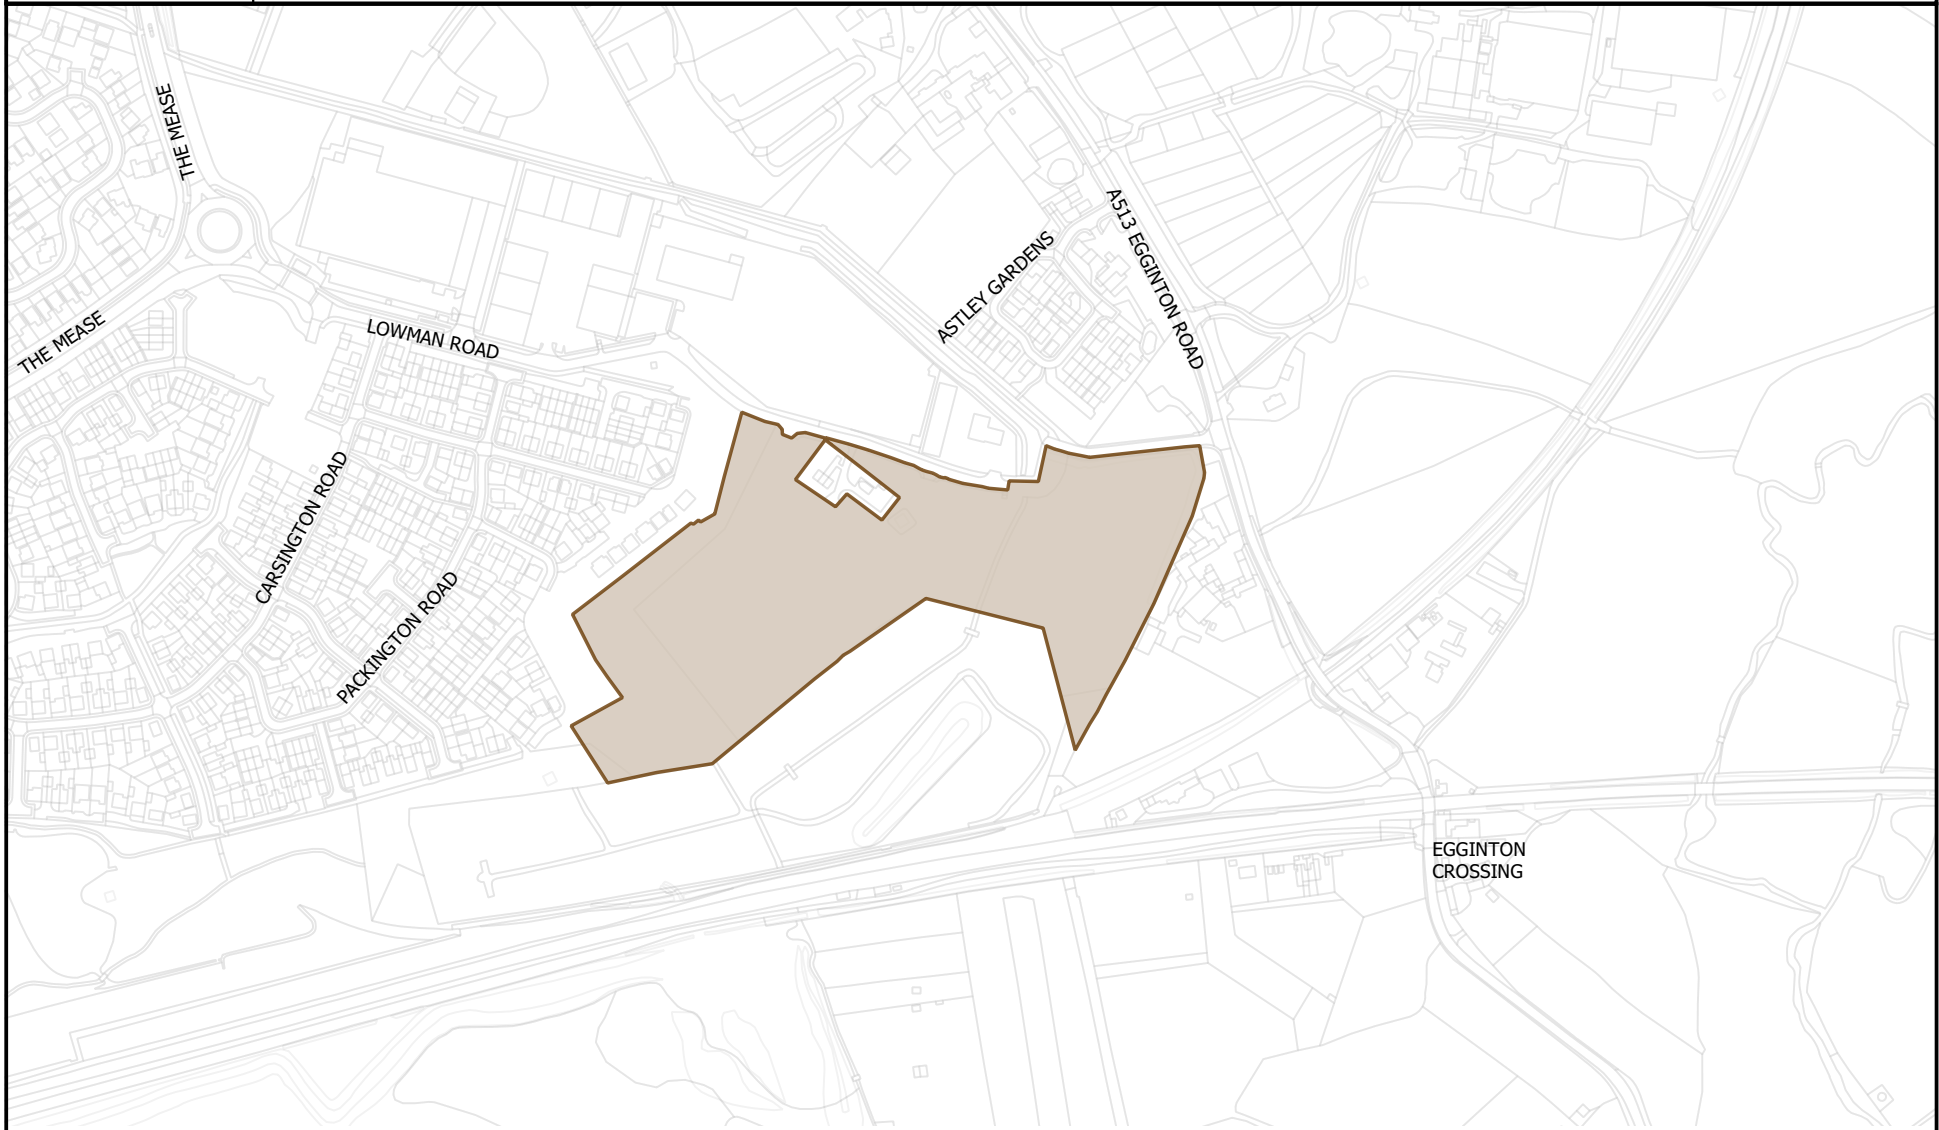 THE MEASE
A513 EGGINTON ROAD
ASTLEY GARDENS
THE MEASE
LOWMAN ROAD
CARSINGTON ROAD
PACKINGTON ROAD
EGGINTON
CROSSING